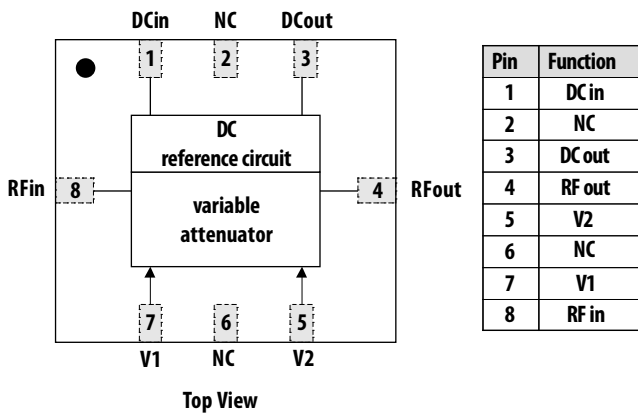 DCin NC DCout
1 2 3
DC
reference circuit
RFin 8 4 RFout
variable
attenuator
7 6 5
V1 NC V2
Top View
Pin Function
1 DC in
2 NC
3 DC out
4 RF out
5 V2
6 NC
7 V1
8 RF in